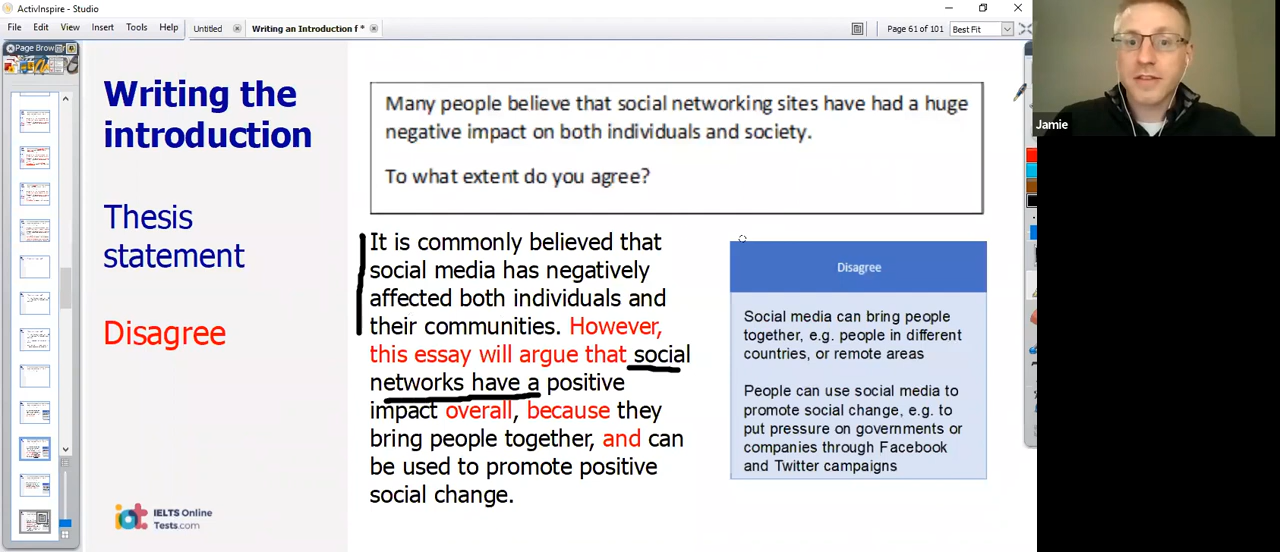 ActivInspire - Studio
File Edit View Insert Tools Help Untitled Writing an Introduction f * Page 61 of 101 Best Fit
Page Brow
Writing the
introduction
Thesis
statement
Disagree
IELTS Online
Tests.com
Many people believe that social networking sites have had a huge
negative impact on both individuals and society.
To what extent do you agree?
It is commonly believed that
social media has negatively
affected both individuals and
their communities. However,
this essay will argue that social
networks have a positive
impact overall, because they
bring people together, and can
be used to promote positive
social change.
Disagree
Social media can bring people
together, e.g. people in different
countries, or remote areas
People can use social media to
promote social change, e.g. to
put pressure on governments or
companies through Facebook
and Twitter campaigns
Jamie